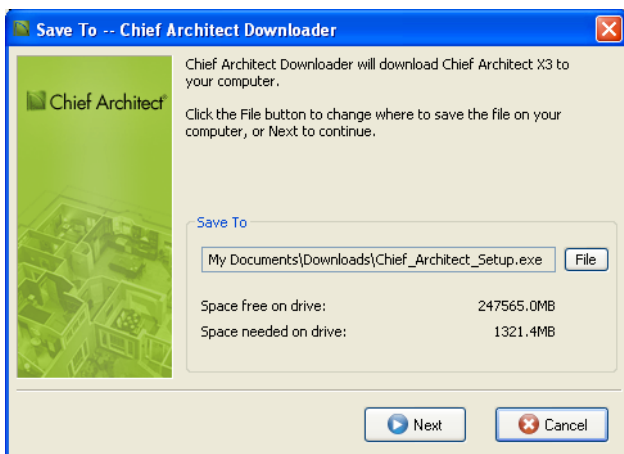 Save To -- Chief Architect Downloader
Chief Architect
Chief Architect Downloader will download Chief Architect X3 to
your computer.
Click the File button to change where to save the file on your
computer, or Next to continue.
Save To
My Documents\Downloads\Chief_Architect_Setup.exe File
Space free on drive: 247565.0MB
Space needed on drive: 1321.4MB
Next Cancel